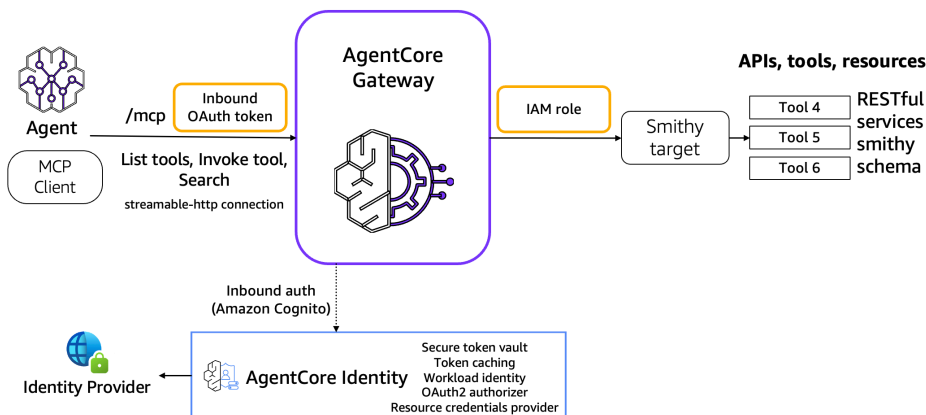 AgentCore
Gateway
Agent
MCP
Client
/mcp
Inbound
OAuth token
List tools, Invoke tool,
Search
streamable-http connection
IAM role
Smithy
target
APIs, tools, resources
Tool 4
Tool 5
Tool 6
RESTful
services
smithy
schema
Inbound auth
(Amazon Cognito)
Identity Provider
AgentCore Identity
Secure token vault
Token caching
Workload identity
OAuth2 authorizer
Resource credentials provider